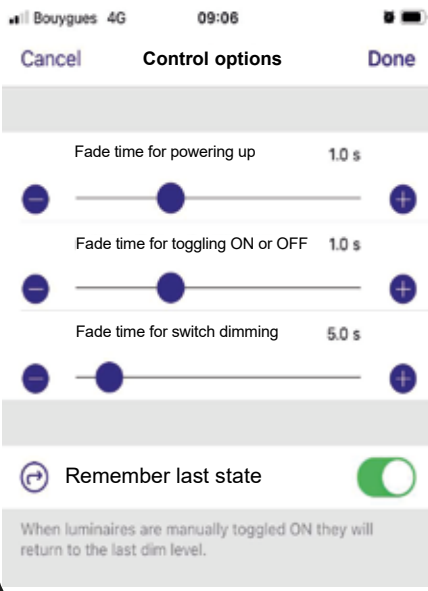 Bouygues 4G 09:06
Cancel Control options Done
Fade time for powering up 1.0 s
Fade time for toggling ON or OFF 1.0 s
Fade time for switch dimming 5.0 s
Remember last state
When luminaires are manually toggled ON they will
return to the last dim level.